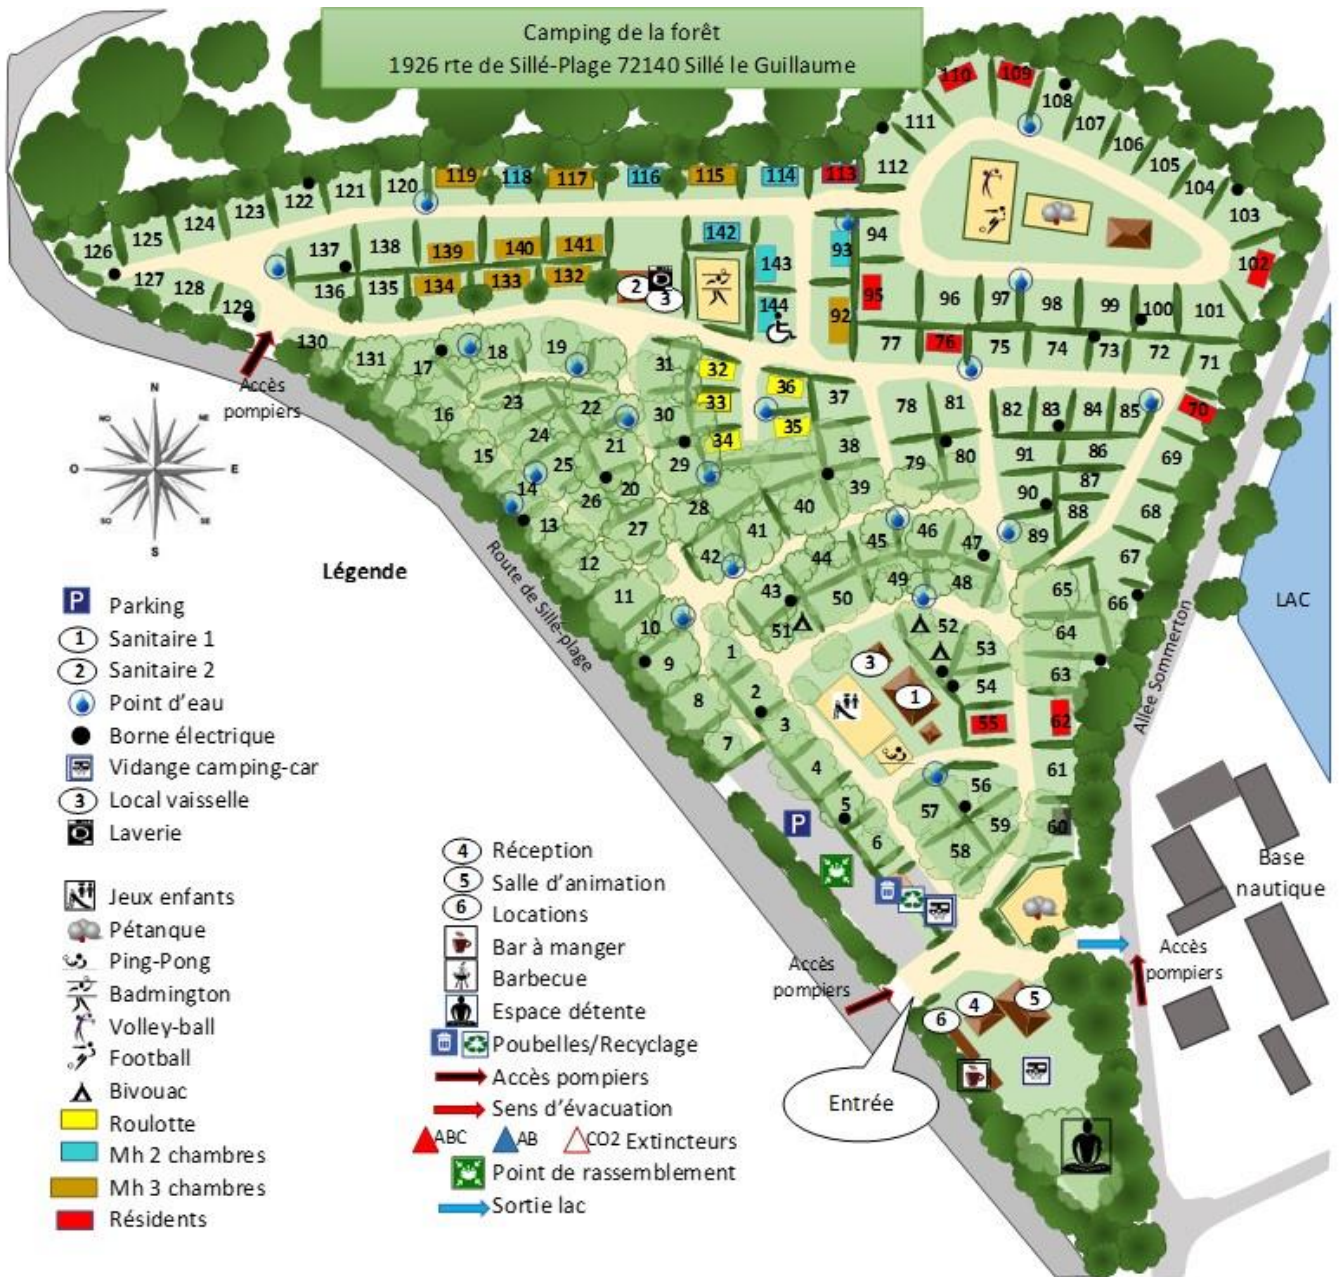 Camping de la forêt
1926 rte de Sillé-Plage 72140 Sillé le Guillaume
110 109
108
111 107
106
112 105
104
103
102
119 118 117 116 115 114 113
126 125 124 123 122 121 120
127 128 129
137 138 139 140 141 142
136 135 134 133 132
143
144
93 94
95
92
96 97 98 99 100 101
77 76 75 74 73 72 71
2
3
130 131 17 18 19 31 32 36 37
33
30 35
34
16 23 22
24 21
15 25 20 29
14 26 28
13 27
12
11
10
9
8
7
78 81 82 83 84 85 70
38 79 80 91 86 69
40 39 90 87
88 68
89
67
41 42 45 46 47
44
43 50 49 48
51 52
53
54
55
65
66
64
63
62
61
60
1
2
3
4
5
6
3
1
56
57
59
58
Accès
pompiers
N
NO NE
O E
SO SE
S
Route de Sillé-plage
Allée Sommerton
LAC
Base
nautique
Accès
pompiers
Accès
pompiers
P
4 5
6
Entrée
Légende
P Parking
1 Sanitaire 1
2 Sanitaire 2
Point d’eau
Borne électrique
Vidange camping-car
3 Local vaisselle
Laverie
Jeux enfants
Pétanque
Ping-Pong
Badmington
Volley-ball
Football
Bivouac
Roulotte
Mh 2 chambres
Mh 3 chambres
Résidents
4 Réception
5 Salle d’animation
6 Locations
Bar à manger
Barbecue
Espace détente
Poubelles/Recyclage
Accès pompiers
Sens d’évacuation
ABC AB CO2 Extincteurs
Point de rassemblement
Sortie lac